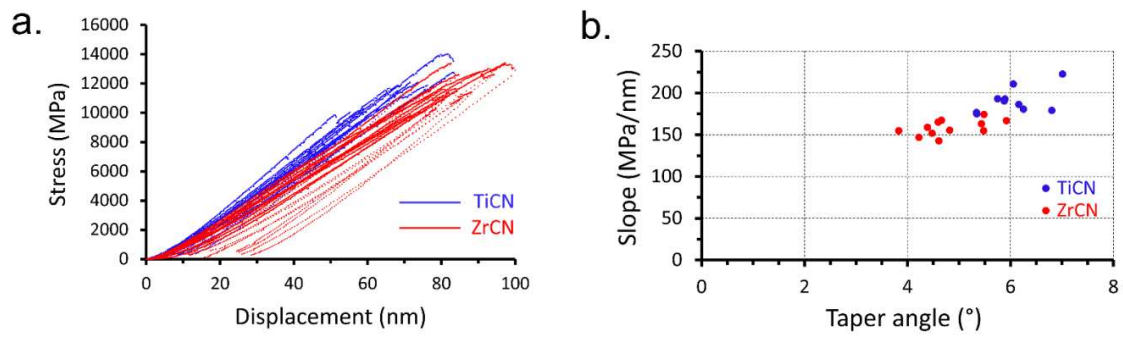 a.
Stress (MPa)
16000
14000
12000
10000
8000
6000
4000
2000
0
TiCN
ZrCN
0 20 40 60 80 100
Displacement (nm)
b.
Slope (MPa/nm)
250
200
150
100
50
0
TiCN
ZrCN
0 2 4 6 8
Taper angle (°)